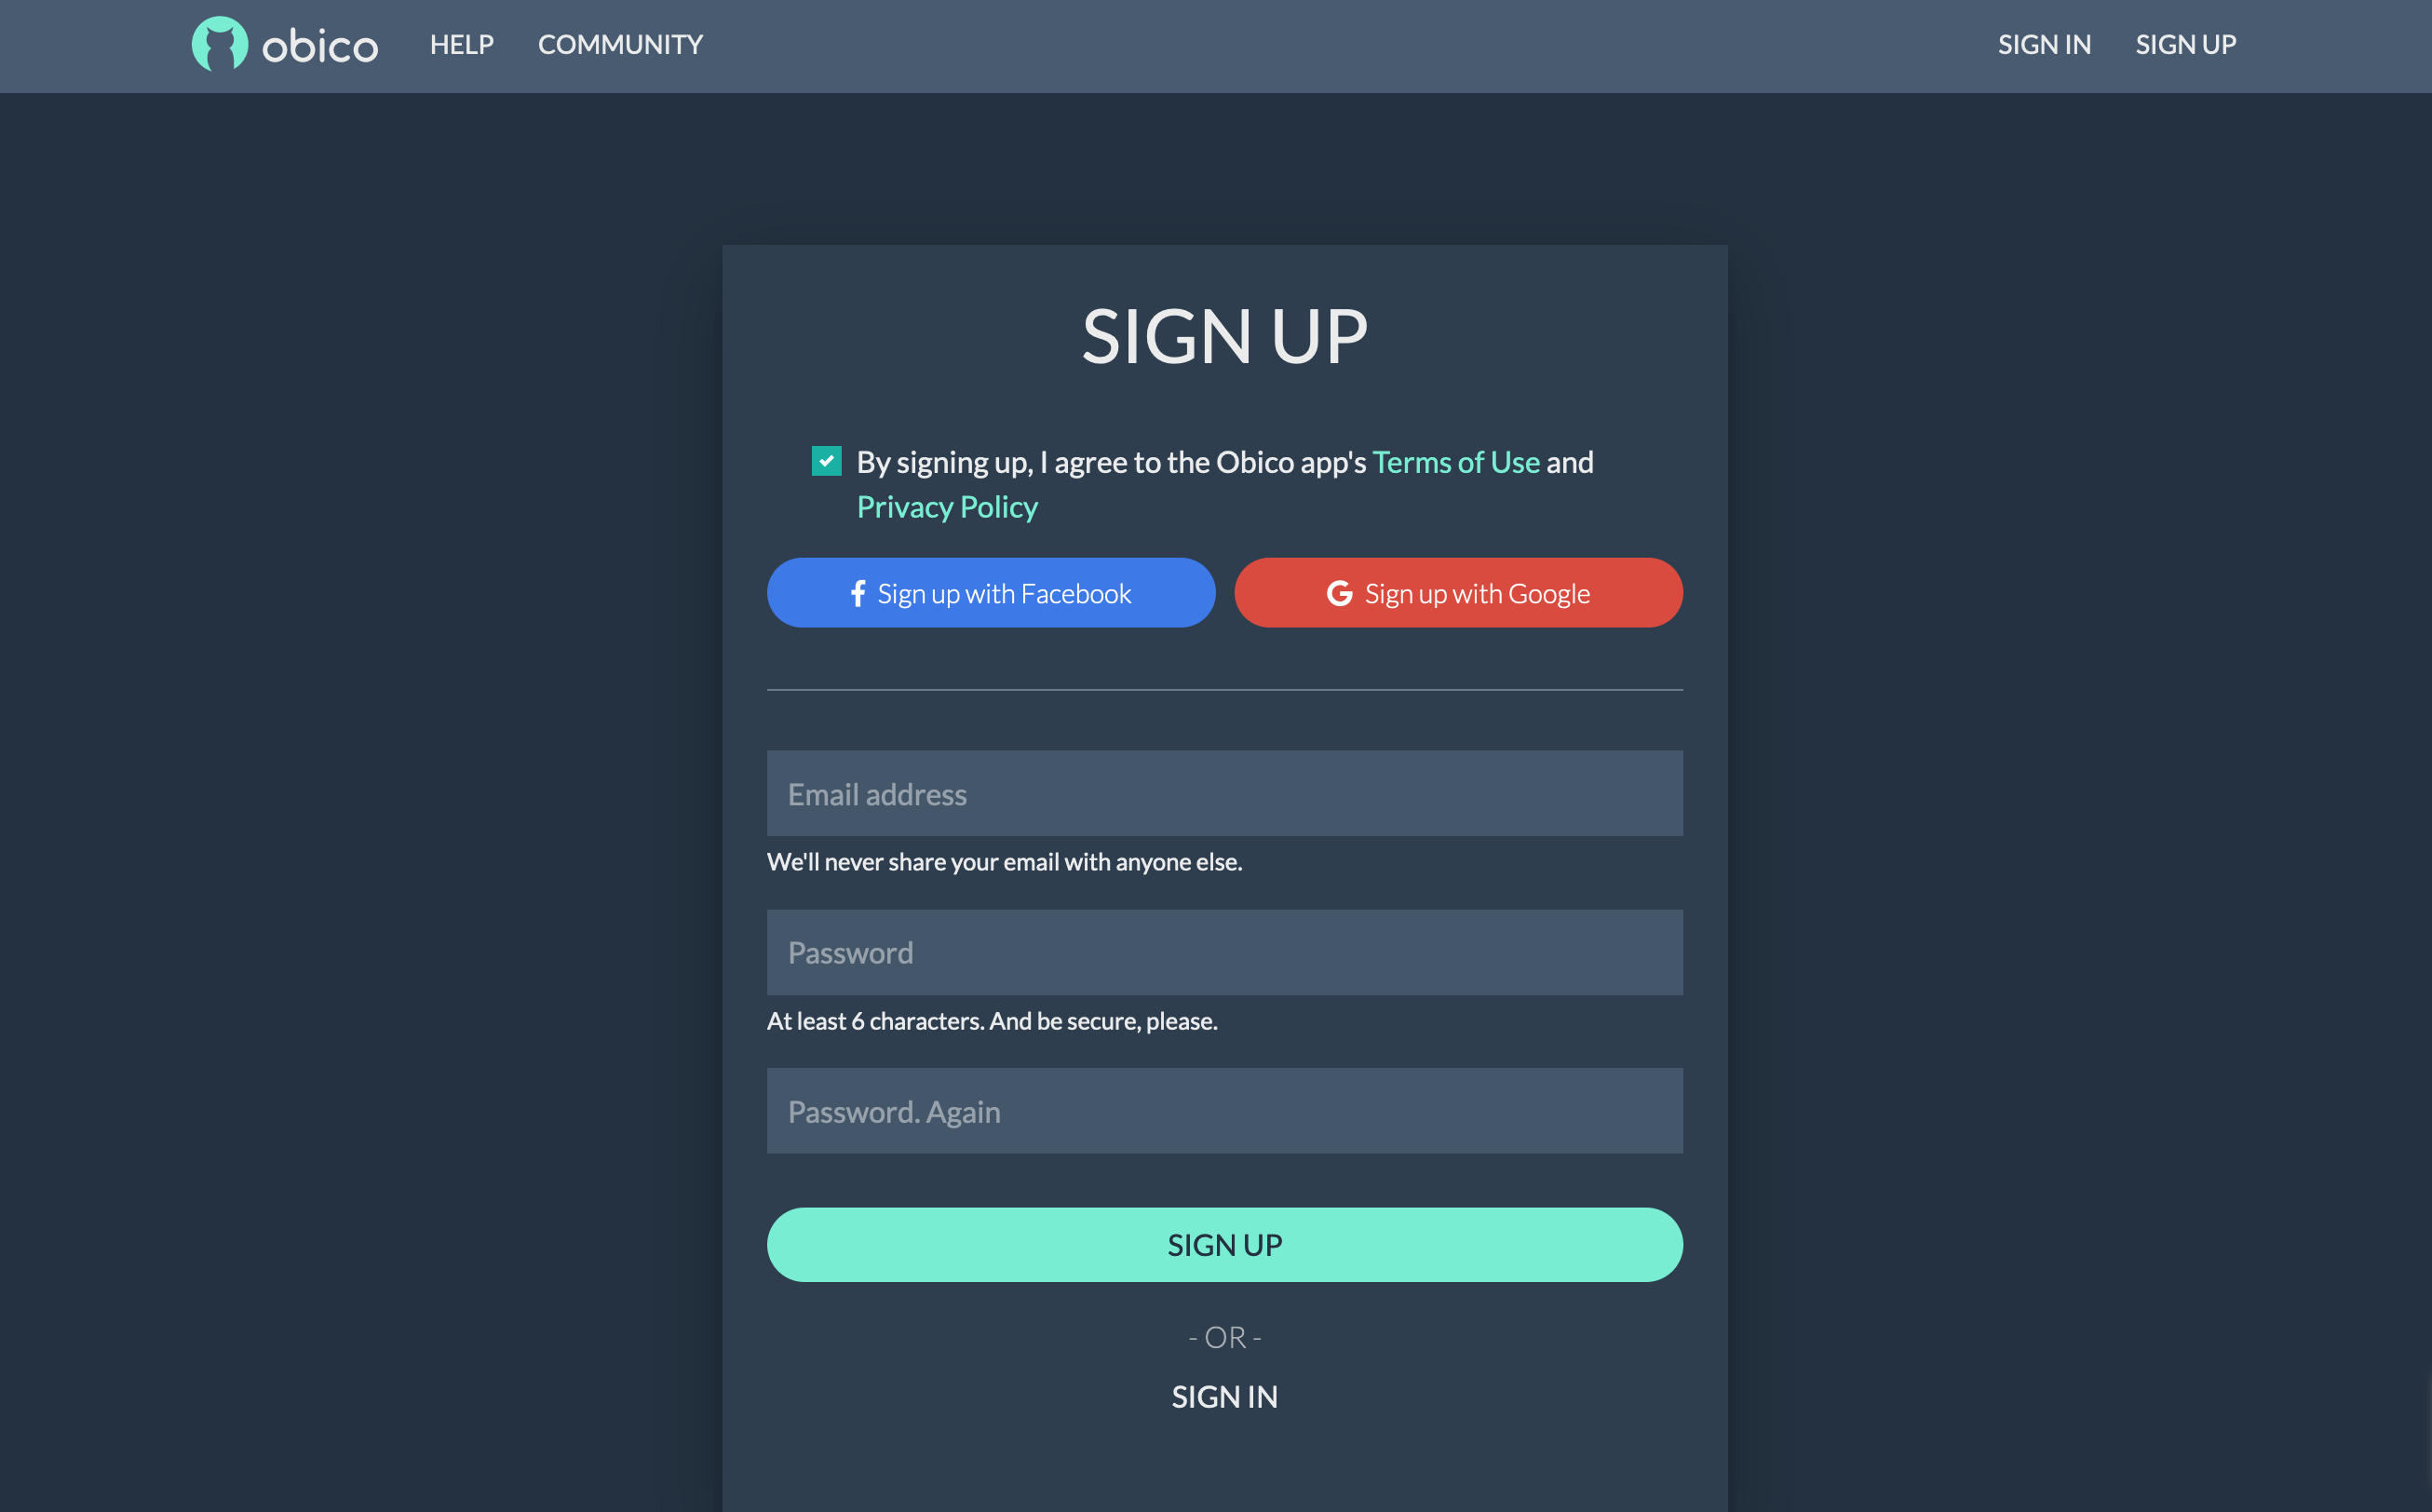 obico HELP COMMUNITY SIGN IN SIGN UP
SIGN UP
By signing up, I agree to the Obico app's Terms of Use and
Privacy Policy
Sign up with Facebook Sign up with Google
Email address
We'll never share your email with anyone else.
Password
At least 6 characters. And be secure, please.
Password. Again
SIGN UP
- OR -
SIGN IN